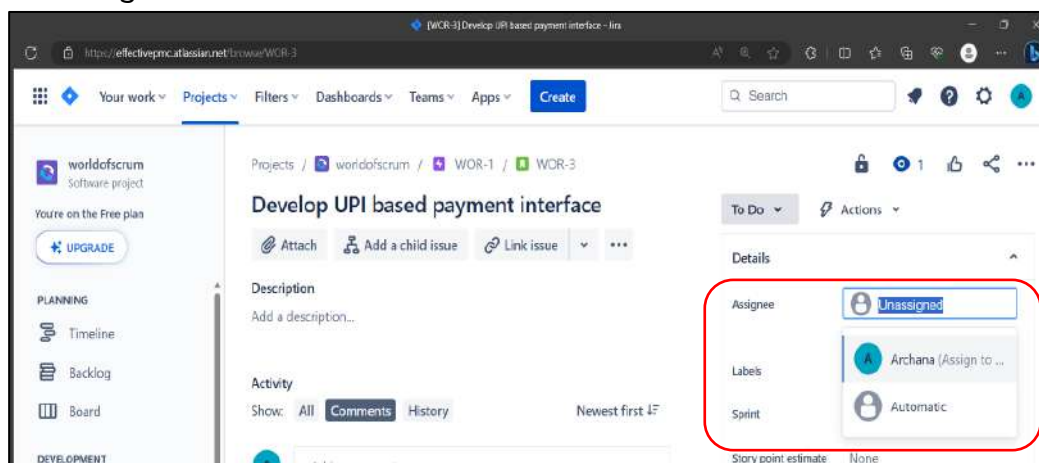 [WOR-3] Develop UPI based payment interface - Jira
https://effectivepmc.atlassian.net/browse/WOR-3
Your work Projects Filters Dashboards Teams Apps Create Search
worldofscrum
Software project
You're on the Free plan
UPGRADE
PLANNING
Timeline
Backlog
Board
DEVELOPMENT
Projects / worldofscrum / WOR-1 / WOR-3
Develop UPI based payment interface
Attach Add a child issue Link issue
Description
Add a description...
Activity
Show: All Comments History Newest first
1
To Do Actions
Details
Assignee Unassigned
Archana (Assign to ...
Automatic
Labels
Sprint
Story point estimate None